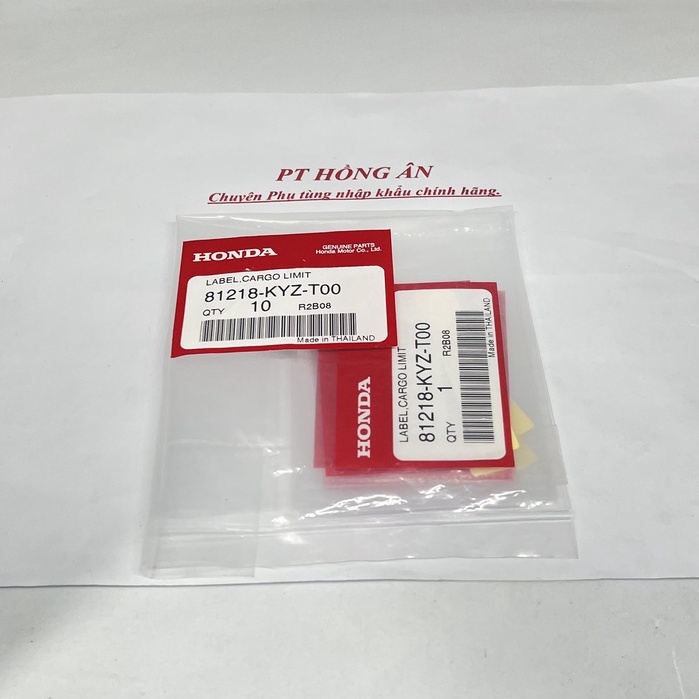 PT HỒNG ÂN
Chuyên Phụ tùng nhập khẩu chính hãng.
HONDA
GENUINE PARTS
Honda Motor Co., Ltd.
LABEL,CARGO LIMIT
81218-KYZ-T00
QTY 10 R2B08
Made in THAILAND
HONDA
LABEL,CARGO LIMIT
81218-KYZ-T00
QTY 1 R2B08
Made in THAILAND